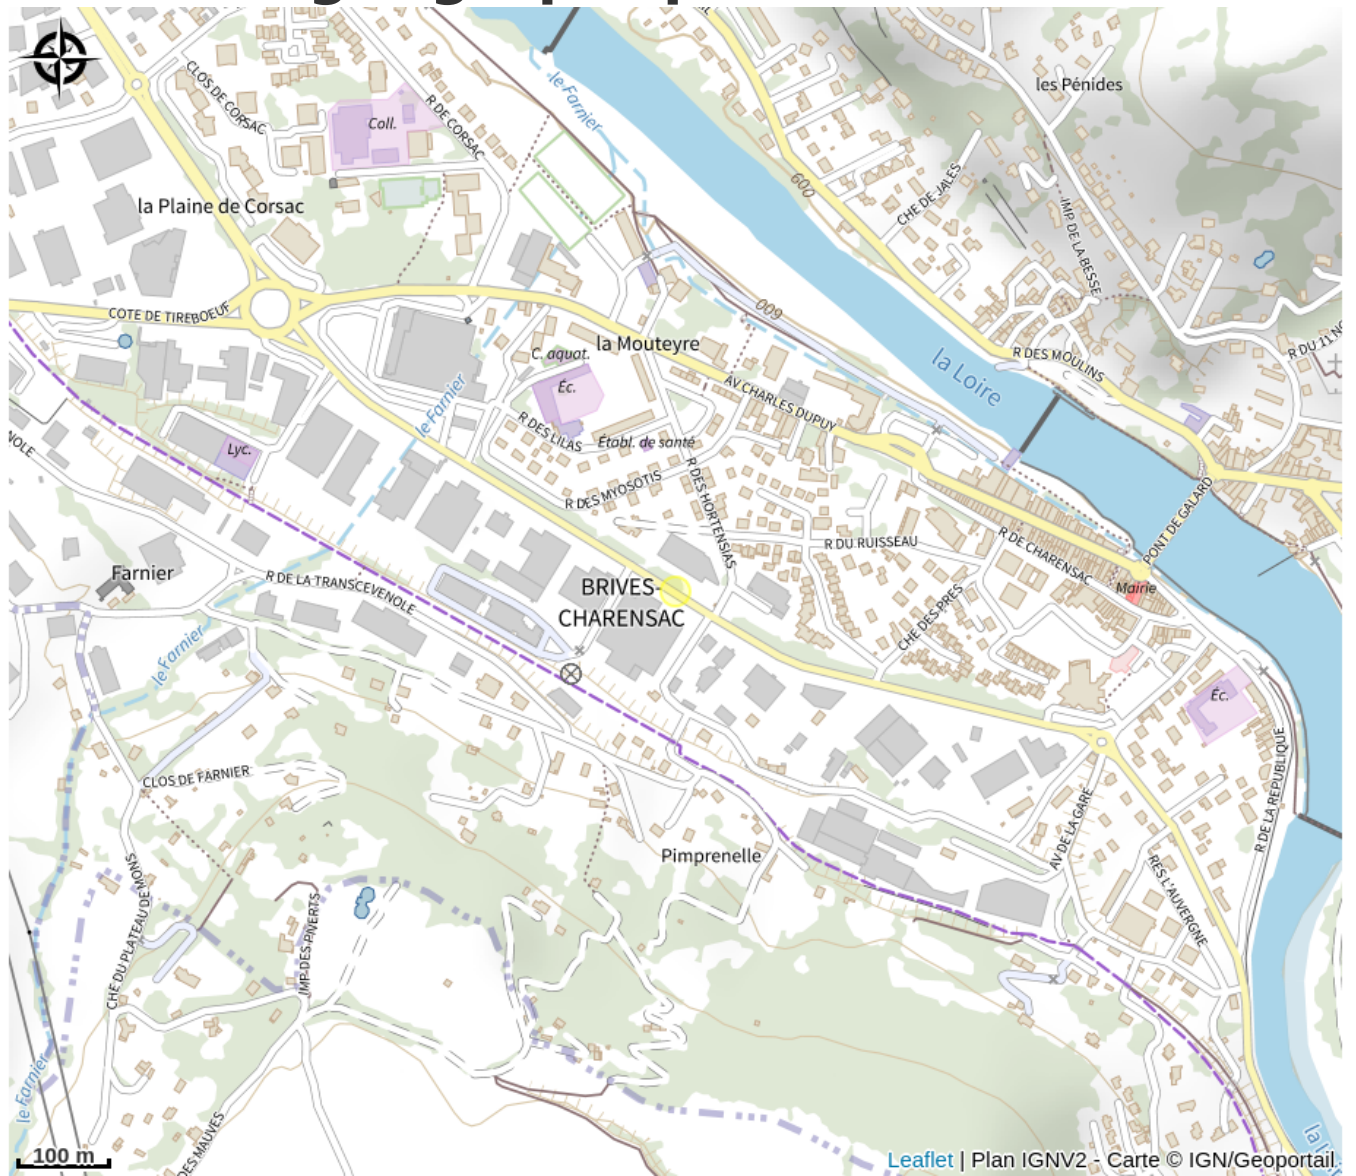 le Farnier
les Pénides
CLOS DE CORSAC
Coll.
R DE CORSAC
600
CHE DE JALES
la Plaine de Corsac
IMP DE LA BESSE
COTE DE TIREBOEUF
600
la Mouteyre
C. aquat.
Éc.
la Loire
R DES MOULINS
R DU 11 NO
AV CHARLES DUPUY
le Farnier
R DES LILAS
Établ. de santé
NOLE
Lyc.
R DES MYOSOTIS
R DES HORTENSIAS
PONT DE GALARD
R DU RUISSEAU
R DE CHARENSAC
Farnier
R DE LA TRANSCEVENOLE
BRIVES-
CHARENSAC
Mairie
CHE DES PRES
le Farnier
Éc.
CLOS DE FARNIER
R DE LA REPUBLIQUE
AV DE LA GARE
Pimprenelle
RES L'AUVERGNE
CHE DU PLATEAU DE MONS
IMP DES PINERTS
le Farnier
DES MAUVES
100 m
Leaflet | Plan IGNV2 - Carte © IGN/Geoportail